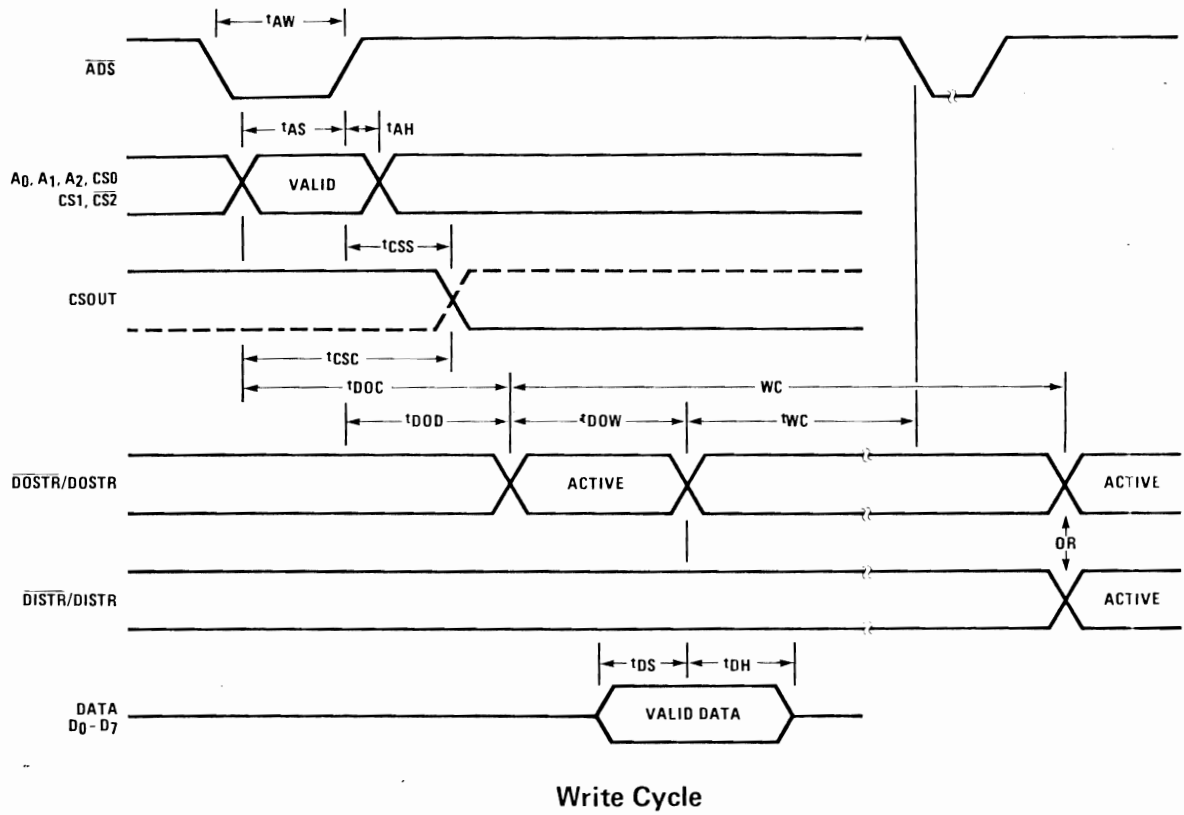 tAW
ADS
tAS
tAH
A0, A1, A2, CS0
CS1, CS2
VALID
tCSS
CSOUT
tCSC
tDOC
WC
tDOD
tDOW
tWC
DOSTR/DOSTR
ACTIVE
ACTIVE
OR
DISTR/DISTR
ACTIVE
tDS
tDH
DATA
D0-D7
VALID DATA
Write Cycle